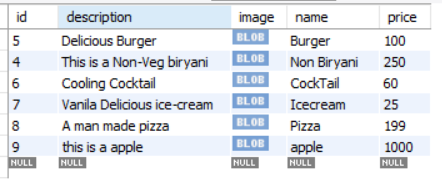 id description image name price
5 Delicious Burger BLOB Burger 100
4 This is a Non-Veg biryani BLOB Non Biryani 250
6 Cooling Cocktail BLOB CockTail 60
7 Vanila Delicious ice-cream BLOB Icecream 25
8 A man made pizza BLOB Pizza 199
9 this is a apple BLOB apple 1000
NULL NULL NULL NULL NULL